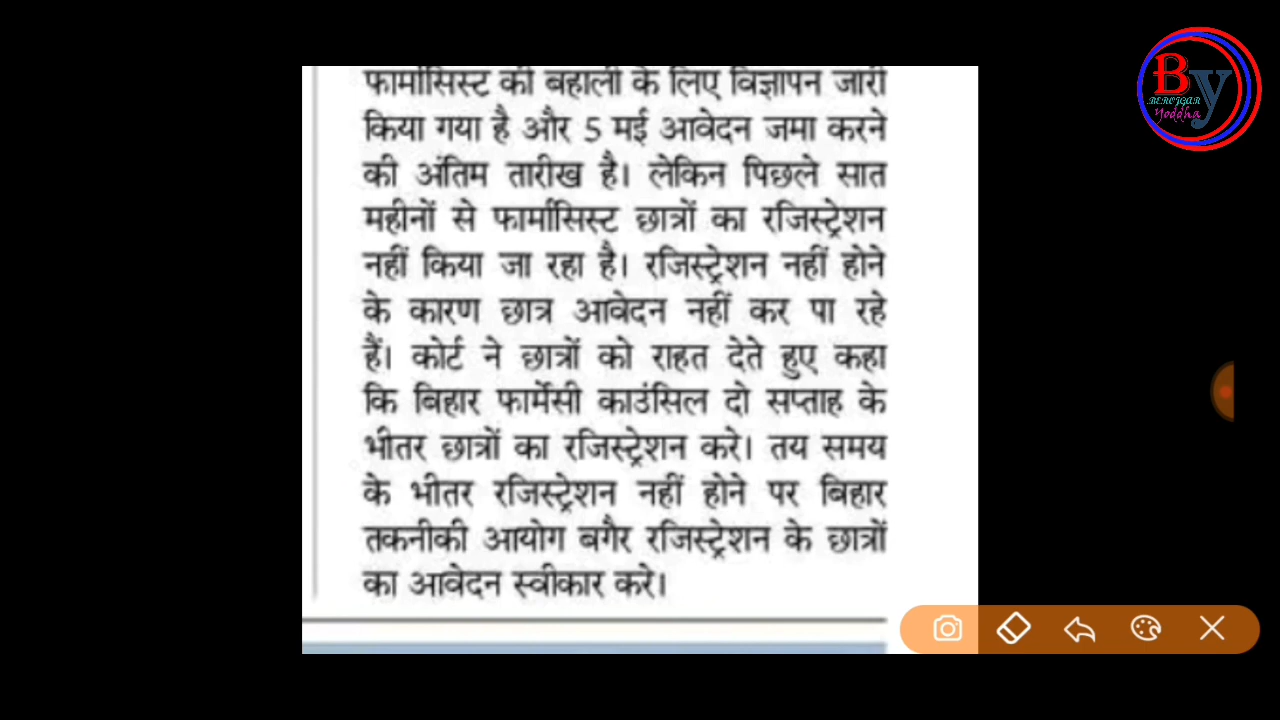 फार्मासिस्ट की बहाली के लिए विज्ञापन जारी
किया गया है और 5 मई आवेदन जमा करने
की अंतिम तारीख है। लेकिन पिछले सात
महीनों से फार्मासिस्ट छात्रों का रजिस्ट्रेशन
नहीं किया जा रहा है। रजिस्ट्रेशन नहीं होने
के कारण छात्र आवेदन नहीं कर पा रहे
हैं। कोर्ट ने छात्रों को राहत देते हुए कहा
कि बिहार फार्मेसी काउंसिल दो सप्ताह के
भीतर छात्रों का रजिस्ट्रेशन करे। तय समय
के भीतर रजिस्ट्रेशन नहीं होने पर बिहार
तकनीकी आयोग बगैर रजिस्ट्रेशन के छात्रों
का आवेदन स्वीकार करे।
By
BEROJGAR
Yoddha